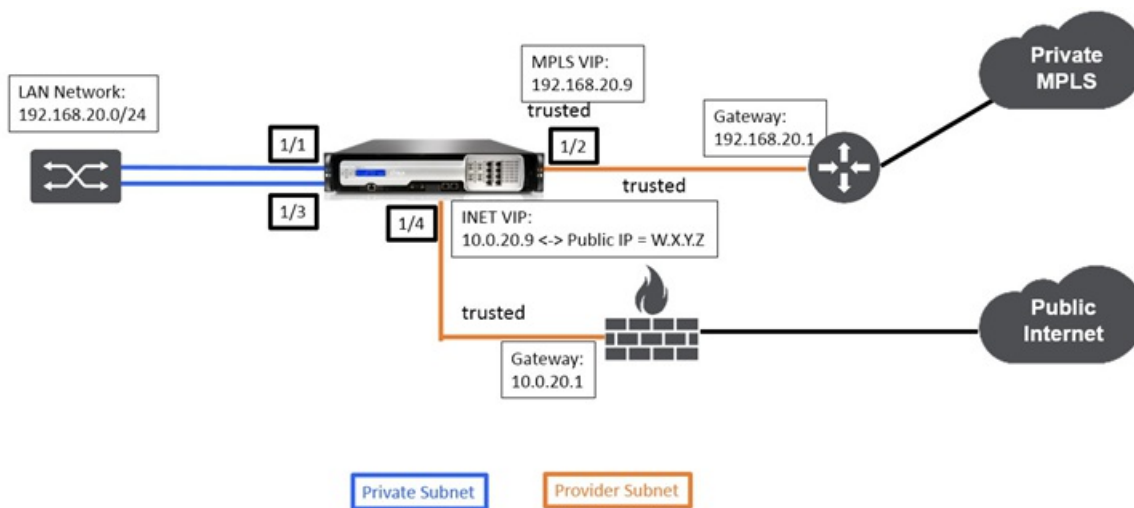 LAN Network:
192.168.20.0/24
1/1
1/3
MPLS VIP:
192.168.20.9
trusted
1/2
trusted
Gateway:
192.168.20.1
Private
MPLS
1/4
INET VIP:
10.0.20.9 <-> Public IP = W.X.Y.Z
trusted
Gateway:
10.0.20.1
Public
Internet
Private Subnet
Provider Subnet